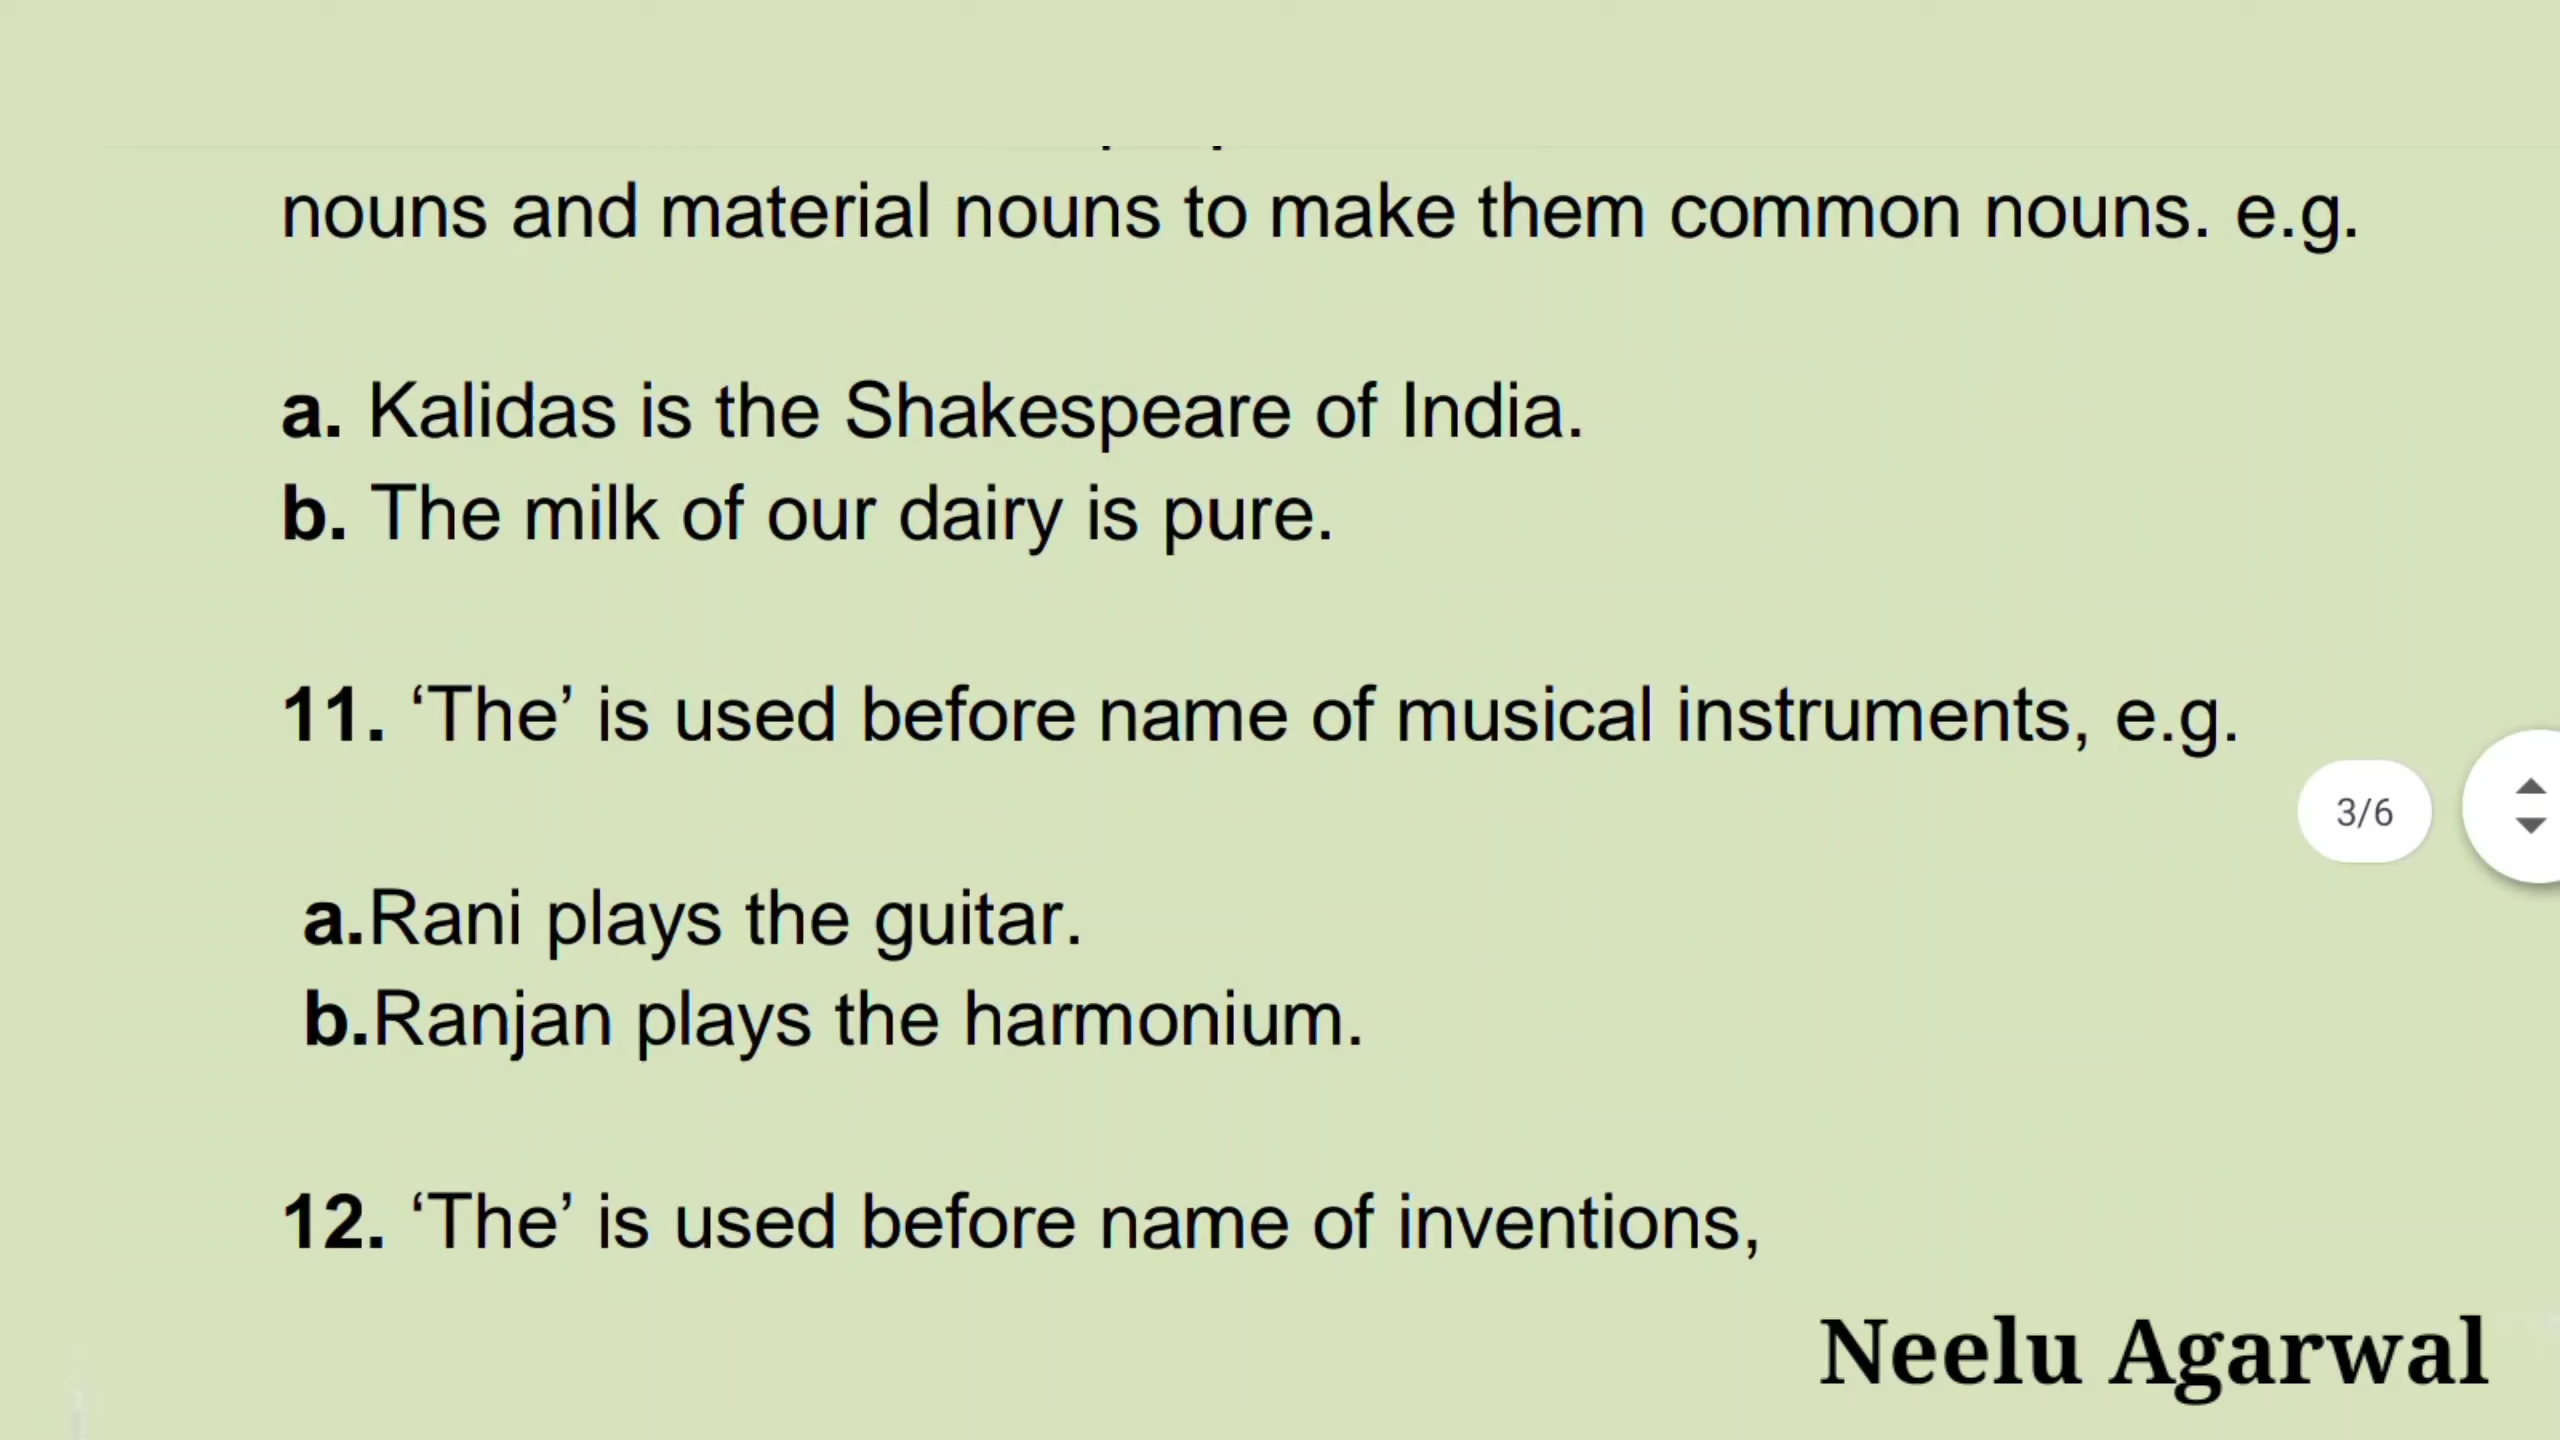 nouns and material nouns to make them common nouns. e.g.
a. Kalidas is the Shakespeare of India.
b. The milk of our dairy is pure.
11. ‘The’ is used before name of musical instruments, e.g.
3/6
a.Rani plays the guitar.
b.Ranjan plays the harmonium.
12. ‘The’ is used before name of inventions,
Neelu Agarwal